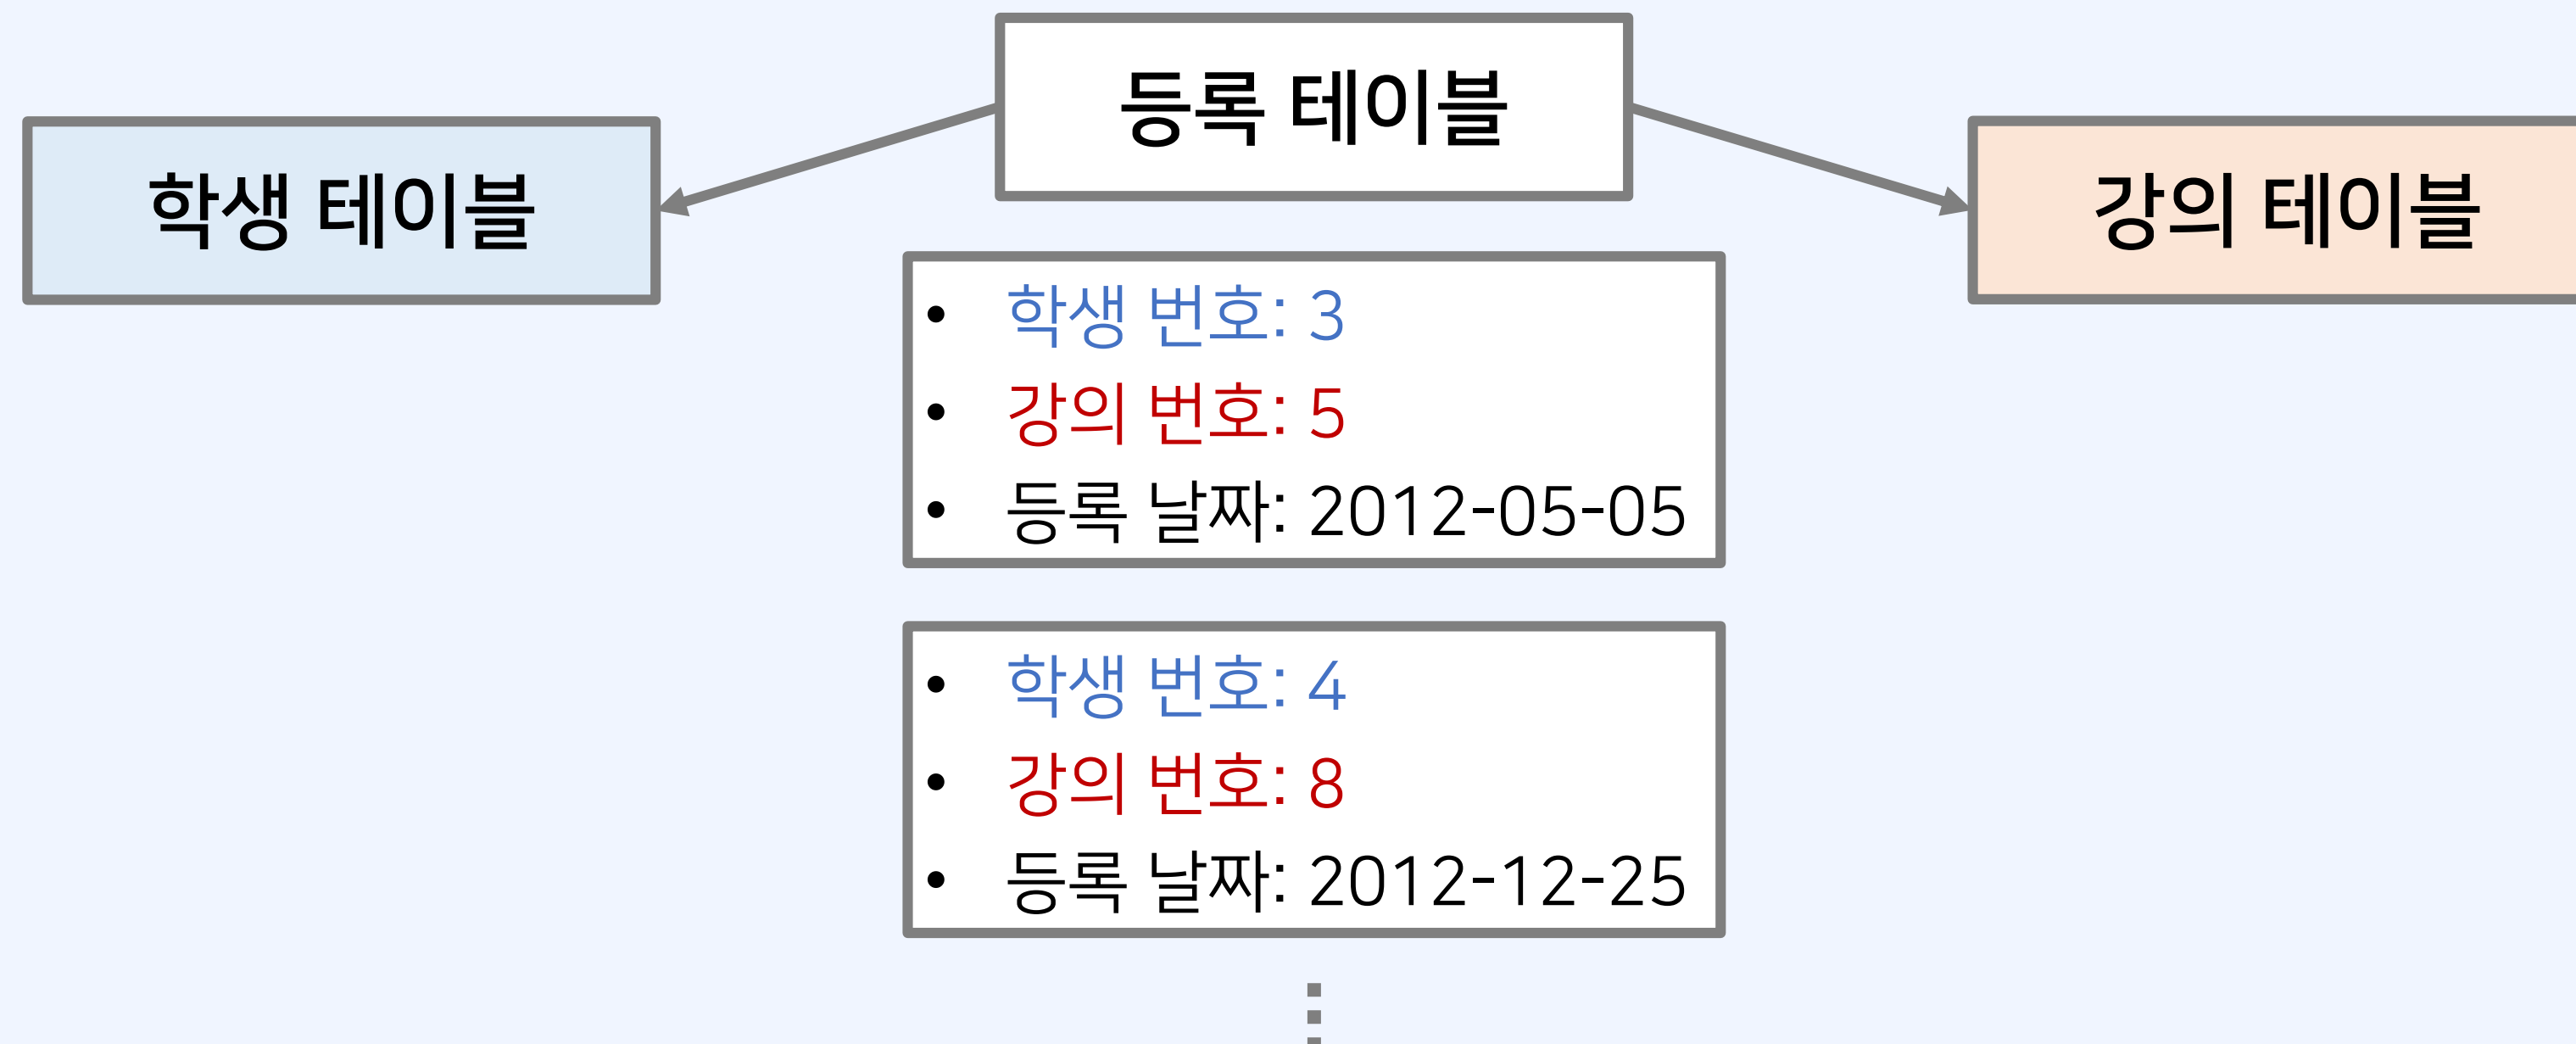 등록 테이블
학생 테이블
강의 테이블
• 학생 번호: 3
• 강의 번호: 5
• 등록 날짜: 2012-05-05
• 학생 번호: 4
• 강의 번호: 8
• 등록 날짜: 2012-12-25